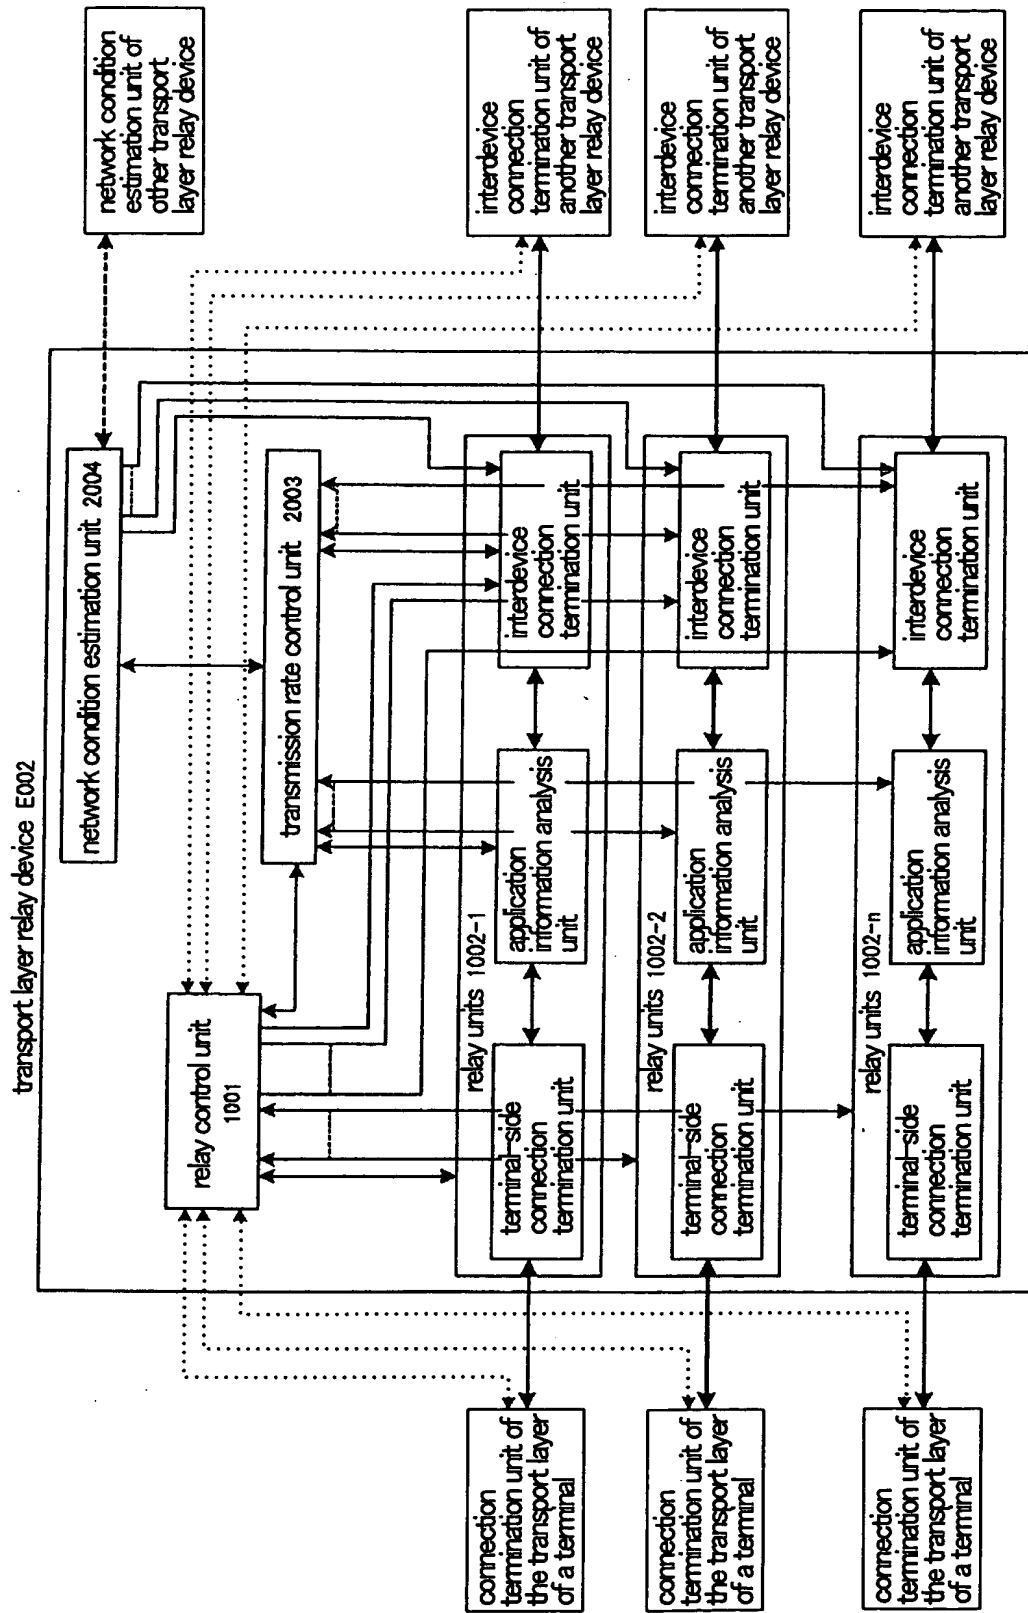 transport layer relay device E002
network condition estimation unit 2004
network condition
estimation unit of
other transport
layer relay device
relay control unit
1001
transmission rate control unit 2003
relay units 1002-1
connection
termination unit of
the transport layer
of a terminal
terminal-side
connection
termination unit
application
information analysis
unit
interdevice
connection
termination unit
interdevice
connection
termination unit of
another transport
layer relay device
relay units 1002-2
connection
termination unit of
the transport layer
of a terminal
terminal-side
connection
termination unit
application
information analysis
unit
interdevice
connection
termination unit
interdevice
connection
termination unit of
another transport
layer relay device
relay units 1002-n
connection
termination unit of
the transport layer
of a terminal
terminal-side
connection
termination unit
application
information analysis
unit
interdevice
connection
termination unit
interdevice
connection
termination unit of
another transport
layer relay device